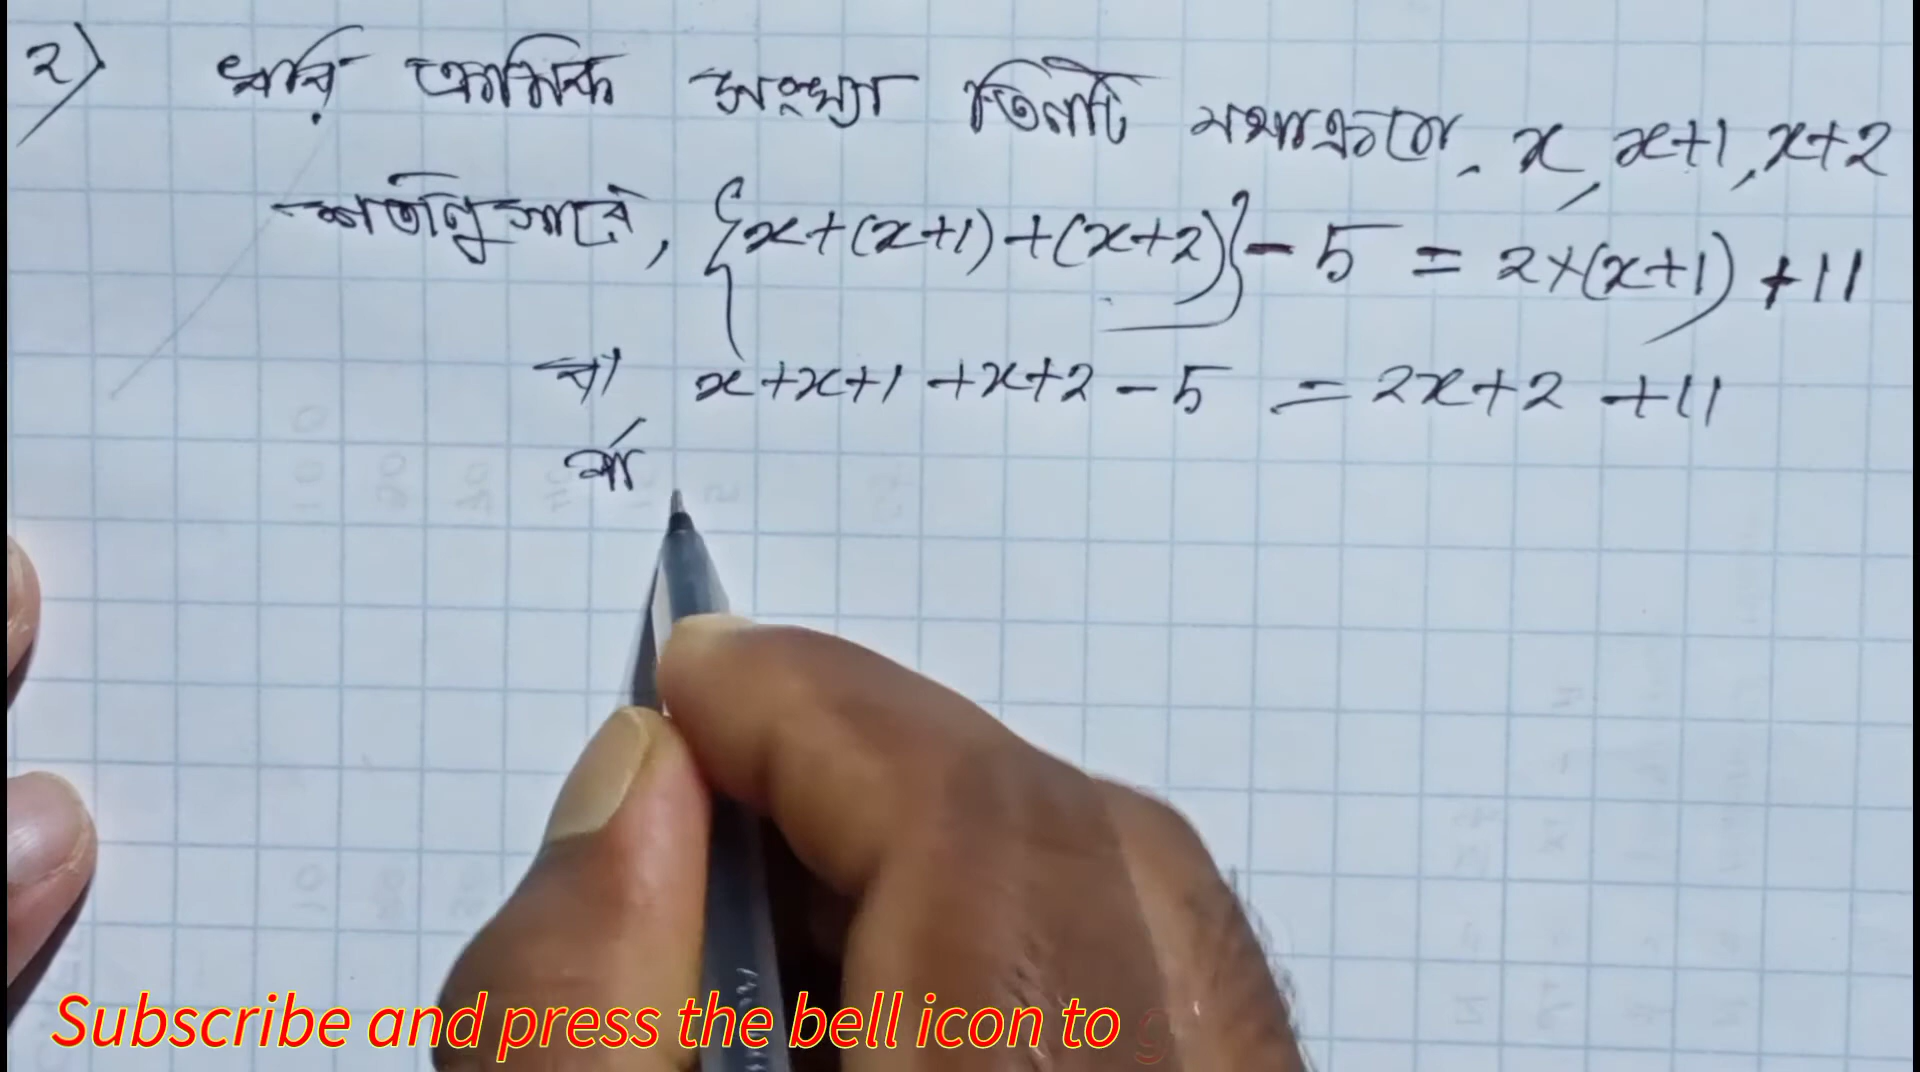 ২) ধরি ক্রমিক সংখ্যা তিনটি যথাক্রমে, x, x+1, x+2
শর্তানুসারে, {x+(x+1)+(x+2)}-5 = 2×(x+1) +11
বা x+x+1 +x+2-5 = 2x+2 +11
বা
Subscribe and press the bell icon to